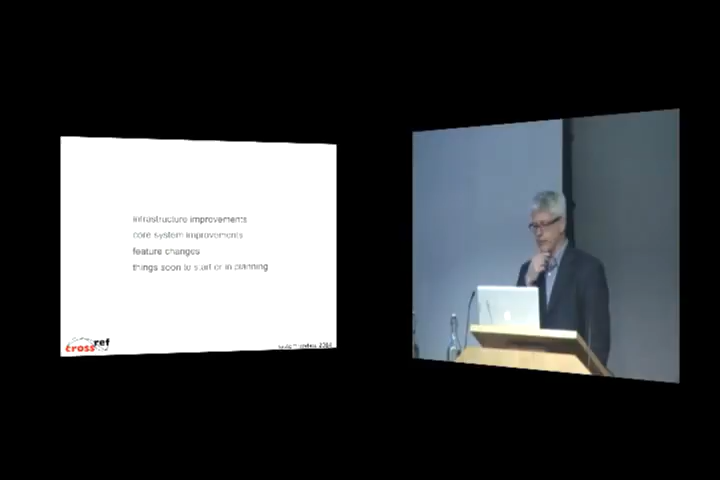 infrastructure improvements
core system improvements
feature changes
things soon to start or in planning
crossref